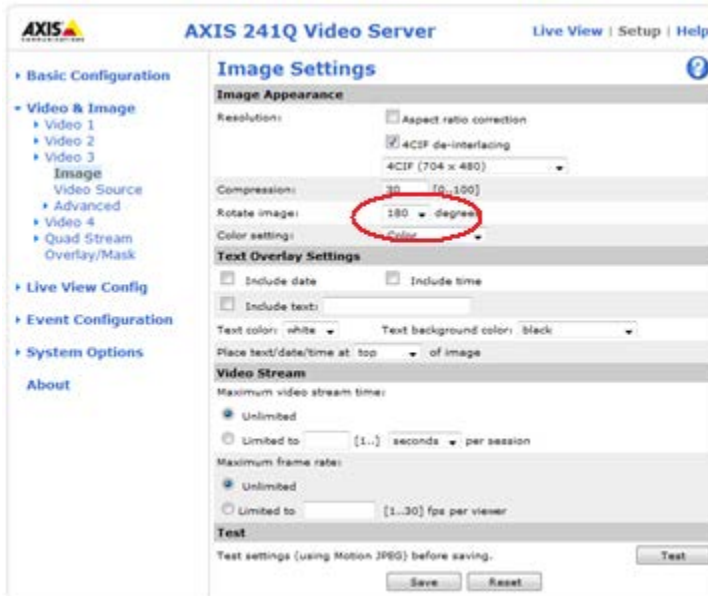 AXIS
COMMUNICATIONS
AXIS 241Q Video Server
Live View | Setup | Help
Basic Configuration
Video & Image
Video 1
Video 2
Video 3
Image
Video Source
Advanced
Video 4
Quad Stream
Overlay/Mask
Live View Config
Event Configuration
System Options
About
Image Settings
?
Image Appearance
Resolution:
Aspect ratio correction
4CIF de-interlacing
4CIF (704 x 480)
Compression: 30 [0..100]
Rotate image: 180 degrees
Color setting: Color
Text Overlay Settings
Include date Include time
Include text:
Text color: white Text background color: black
Place text/date/time at top of image
Video Stream
Maximum video stream time:
Unlimited
Limited to [1..] seconds per session
Maximum frame rate:
Unlimited
Limited to [1..30] fps per viewer
Test
Test settings (using Motion JPEG) before saving. Test
Save Reset